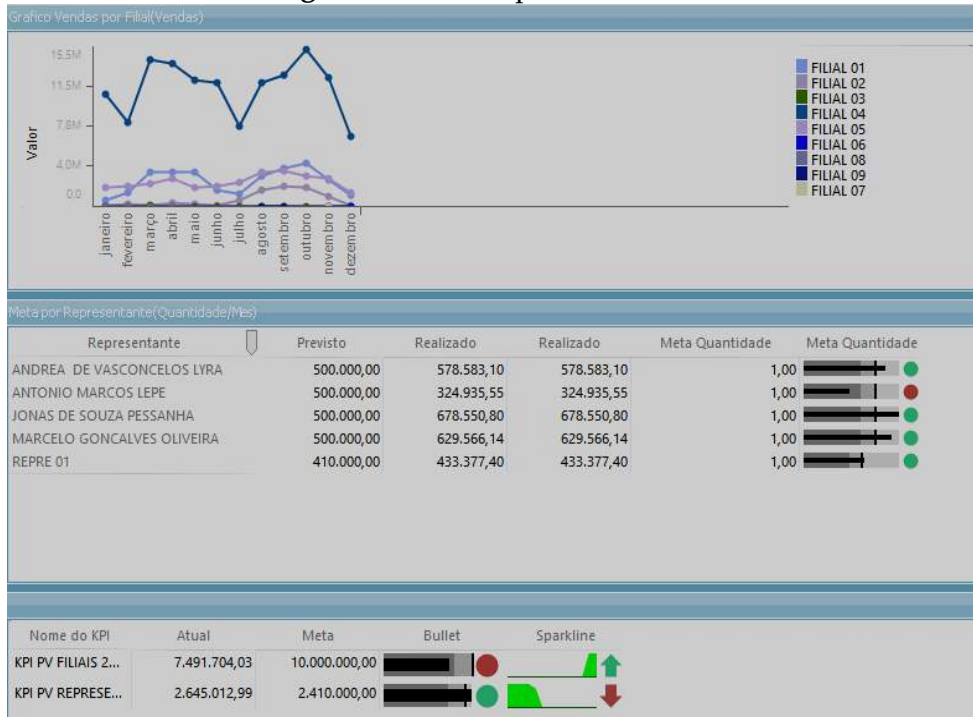 Grafico Vendas por Filial(Vendas)
15.5M
11.5M
7.8M
4.0M
0.0
Valor
janeiro
fevereiro
março
abril
maio
junho
julho
agosto
setembro
outubro
novembro
dezembro
FILIAL 01
FILIAL 02
FILIAL 03
FILIAL 04
FILIAL 05
FILIAL 06
FILIAL 08
FILIAL 09
FILIAL 07
Meta por Representante(Quantidade/Mes)
Representante Previsto Realizado Realizado Meta Quantidade Meta Quantidade
ANDREA DE VASCONCELOS LYRA 500.000,00 578.583,10 578.583,10 1,00
ANTONIO MARCOS LEPE 500.000,00 324.935,55 324.935,55 1,00
JONAS DE SOUZA PESSANHA 500.000,00 678.550,80 678.550,80 1,00
MARCELO GONCALVES OLIVEIRA 500.000,00 629.566,14 629.566,14 1,00
REPRE 01 410.000,00 433.377,40 433.377,40 1,00
Nome do KPI Atual Meta Bullet Sparkline
KPI PV FILIAIS 2... 7.491.704,03 10.000.000,00
KPI PV REPRESE... 2.645.012,99 2.410.000,00